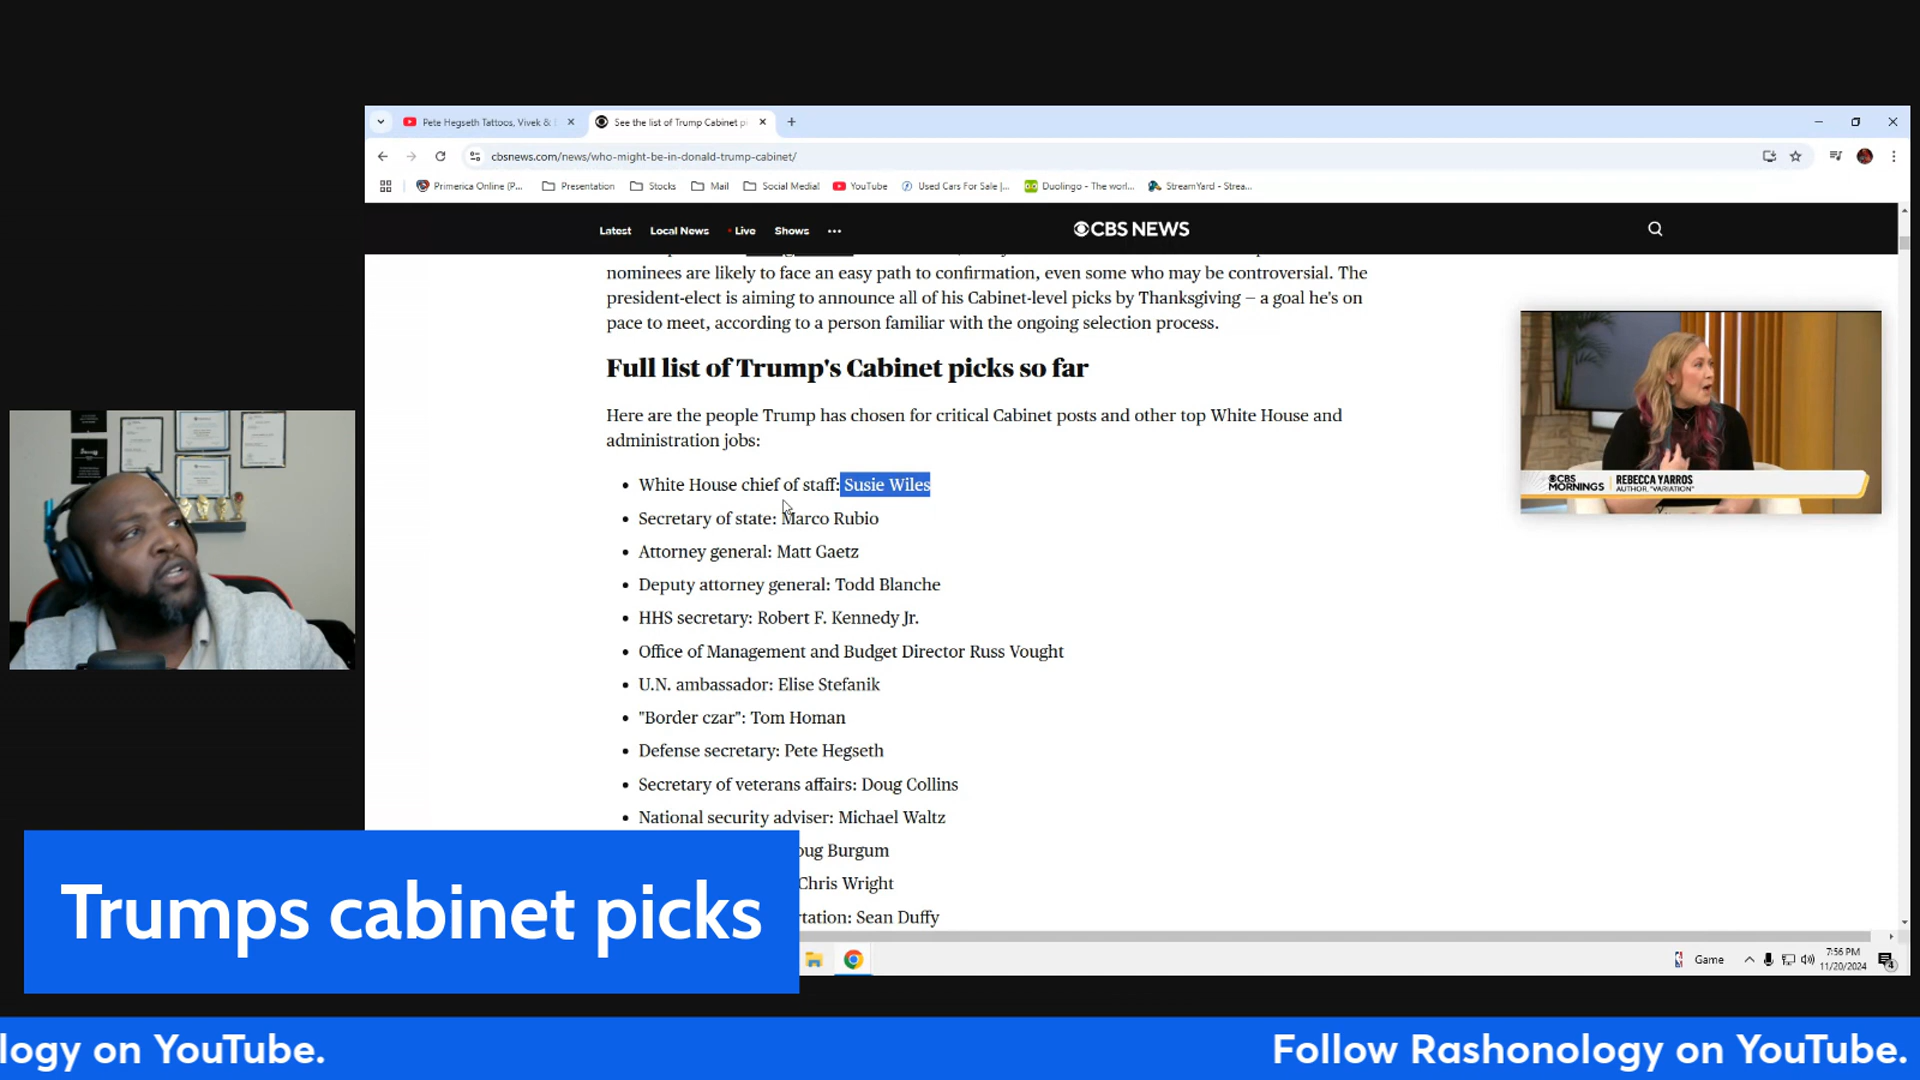 Pete Hegseth Tattoos, Vivek &
See the list of Trump Cabinet pi
cbsnews.com/news/who-might-be-in-donald-trump-cabinet/
Primerica Online (P...
Presentation
Stocks
Mail
Social Medial
YouTube
Used Cars For Sale |...
Duolingo - The worl...
StreamYard - Strea...
Latest
Local News
Live
Shows
CBS NEWS
nominees are likely to face an easy path to confirmation, even some who may be controversial. The
president-elect is aiming to announce all of his Cabinet-level picks by Thanksgiving — a goal he's on
pace to meet, according to a person familiar with the ongoing selection process.
Full list of Trump's Cabinet picks so far
Here are the people Trump has chosen for critical Cabinet posts and other top White House and
administration jobs:
• White House chief of staff: Susie Wiles
• Secretary of state: Marco Rubio
• Attorney general: Matt Gaetz
• Deputy attorney general: Todd Blanche
• HHS secretary: Robert F. Kennedy Jr.
• Office of Management and Budget Director Russ Vought
• U.N. ambassador: Elise Stefanik
• "Border czar": Tom Homan
• Defense secretary: Pete Hegseth
• Secretary of veterans affairs: Doug Collins
• National security adviser: Michael Waltz
oug Burgum
Chris Wright
rtation: Sean Duffy
CBS MORNINGS
REBECCA YARROS
AUTHOR, "VARIATION"
Trumps cabinet picks
Game
7:56 PM
11/20/2024
4
logy on YouTube.
Follow Rashonology on YouTube.